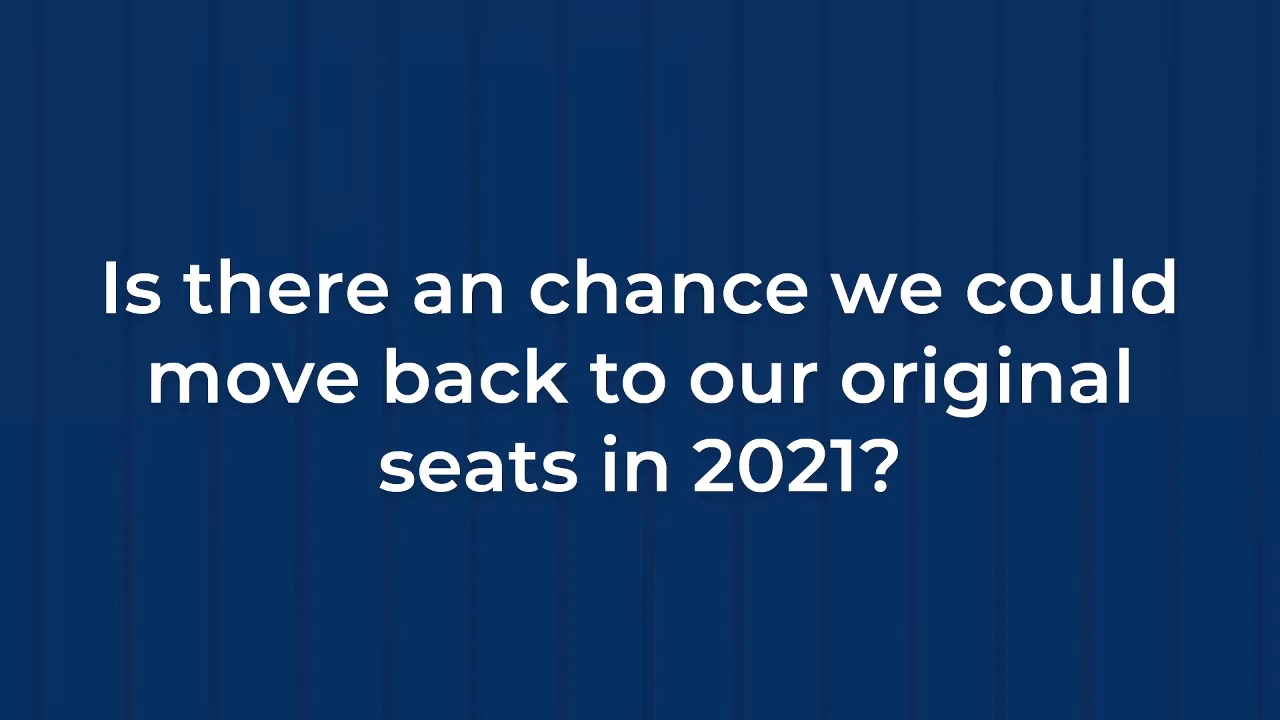 Is there an chance we could
move back to our original
seats in 2021?